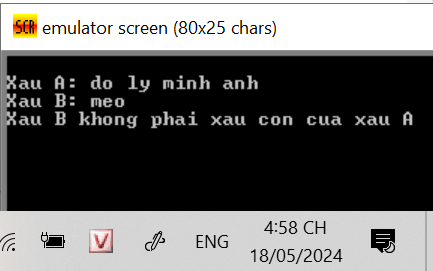 SCR emulator screen (80x25 chars)
Xau A: do ly minh anh
Xau B: meo
Xau B khong phai xau con cua xau A
V ENG 4:58 CH
18/05/2024